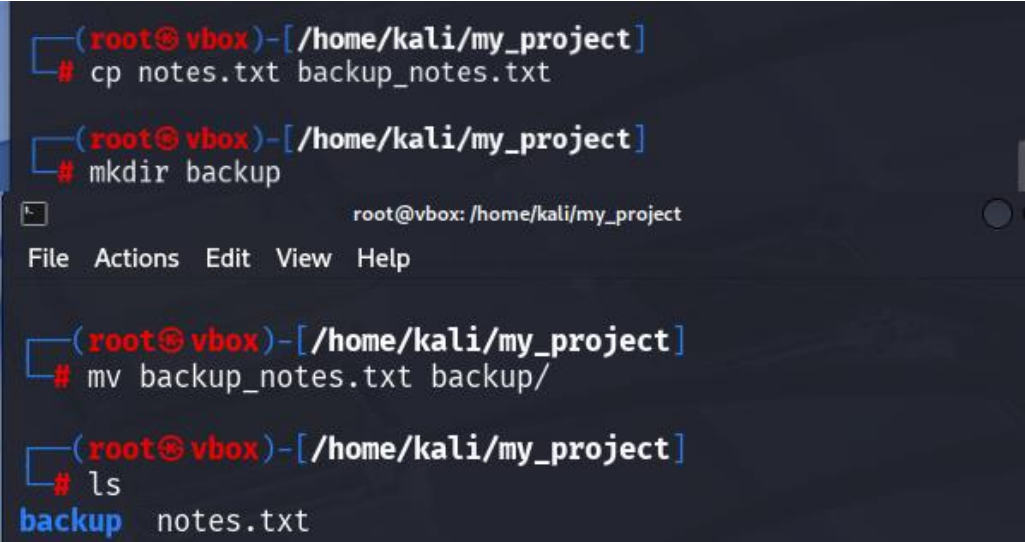 ┌──(root㉿vbox)-[/home/kali/my_project]
└─# cp notes.txt backup_notes.txt
┌──(root㉿vbox)-[/home/kali/my_project]
└─# mkdir backup
root@vbox: /home/kali/my_project
File Actions Edit View Help
┌──(root㉿vbox)-[/home/kali/my_project]
└─# mv backup_notes.txt backup/
┌──(root㉿vbox)-[/home/kali/my_project]
└─# ls
backup notes.txt